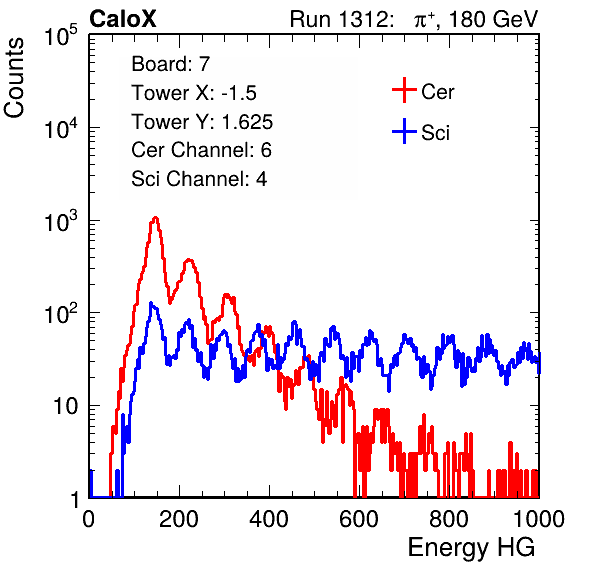 CaloX Run 1312: π⁺, 180 GeV
Counts
10⁵
10⁴
10³
10²
10
1
Board: 7
Tower X: -1.5
Tower Y: 1.625
Cer Channel: 6
Sci Channel: 4
Cer
Sci
0 200 400 600 800 1000
Energy HG